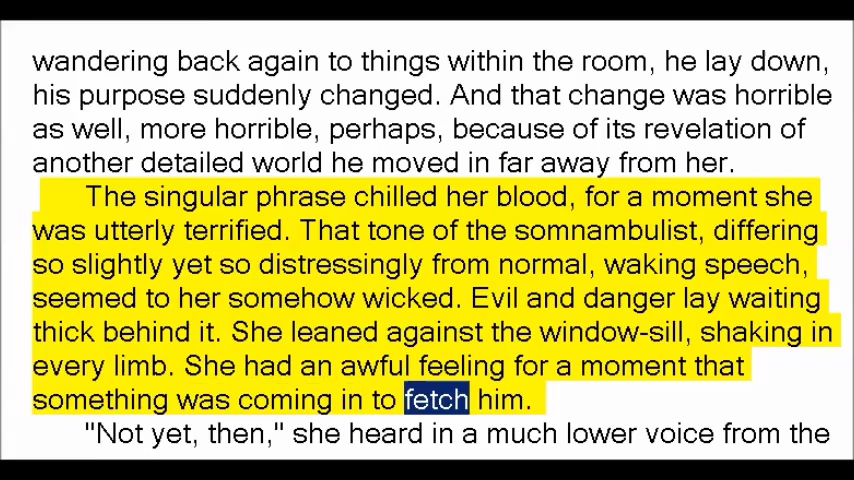 wandering back again to things within the room, he lay down,
his purpose suddenly changed. And that change was horrible
as well, more horrible, perhaps, because of its revelation of
another detailed world he moved in far away from her.
The singular phrase chilled her blood, for a moment she
was utterly terrified. That tone of the somnambulist, differing
so slightly yet so distressingly from normal, waking speech,
seemed to her somehow wicked. Evil and danger lay waiting
thick behind it. She leaned against the window-sill, shaking in
every limb. She had an awful feeling for a moment that
something was coming in to fetch him.
"Not yet, then," she heard in a much lower voice from the